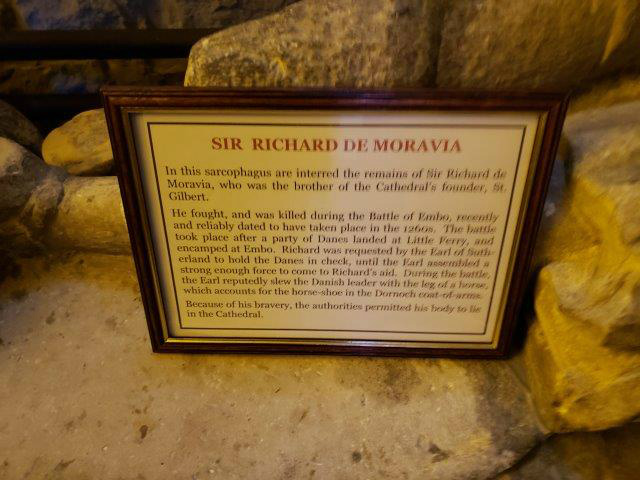 SIR RICHARD DE MORAVIA
In this sarcophagus are interred the remains of Sir Richard de
Moravia, who was the brother of the Cathedral's founder, St.
Gilbert.
He fought, and was killed during the Battle of Embo, recently
and reliably dated to have taken place in the 1260s. The battle
took place after a party of Danes landed at Little Ferry, and
encamped at Embo. Richard was requested by the Earl of Suth-
erland to hold the Danes in check, until the Earl assembled a
strong enough force to come to Richard's aid. During the battle,
the Earl reputedly slew the Danish leader with the leg of a horse,
which accounts for the horse-shoe in the Dornoch coat-of-arms.
Because of his bravery, the authorities permitted his body to lie
in the Cathedral.